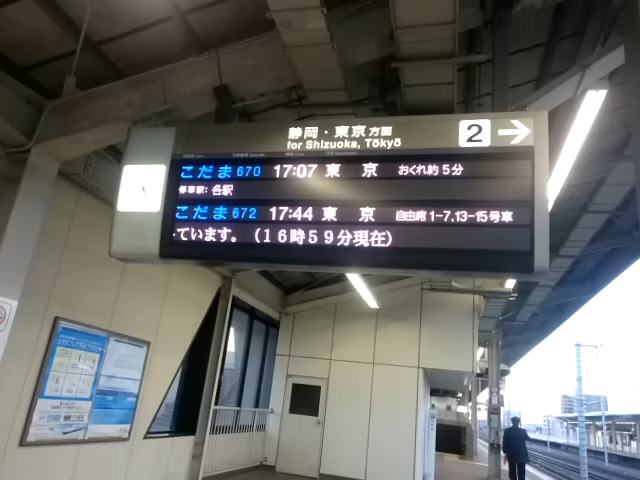 静岡・東京方面
for Shizuoka, Tōkyō
2
こだま 670 17:07 東 京 おくれ約5分
停車駅: 各駅
こだま 672 17:44 東 京 自由席 1-7,13-15号車
ています。（16時59分現在）
2